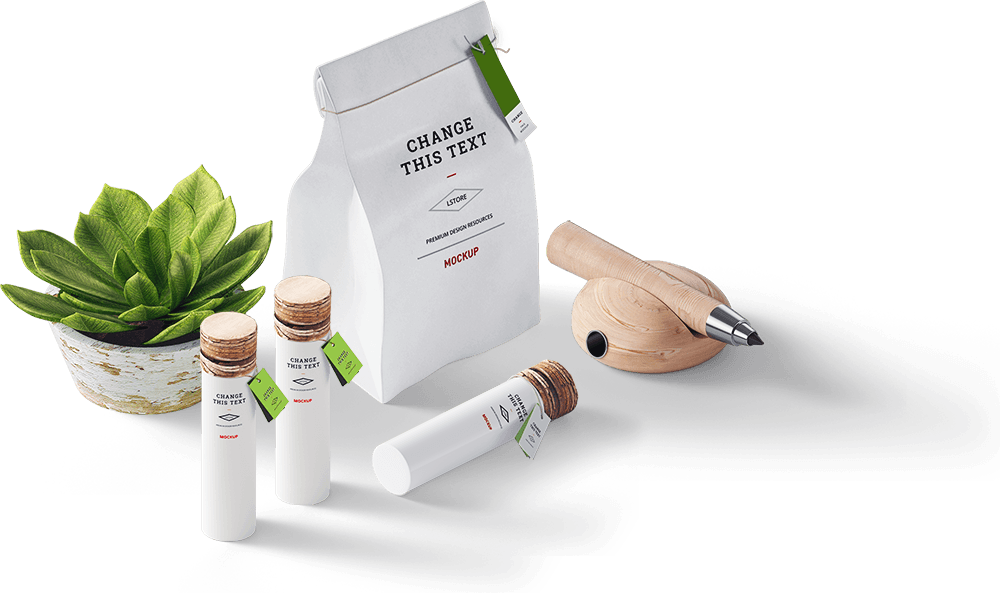 CHANGE
THIS TEXT
LSTORE
PREMIUM DESIGN RESOURCES
MOCKUP
CHANGE
CHANGE
THIS TEXT
MOCKUP
CHANGE
THIS TEXT
MOCKUP
CHANGE
THIS TEXT
MOCKUP